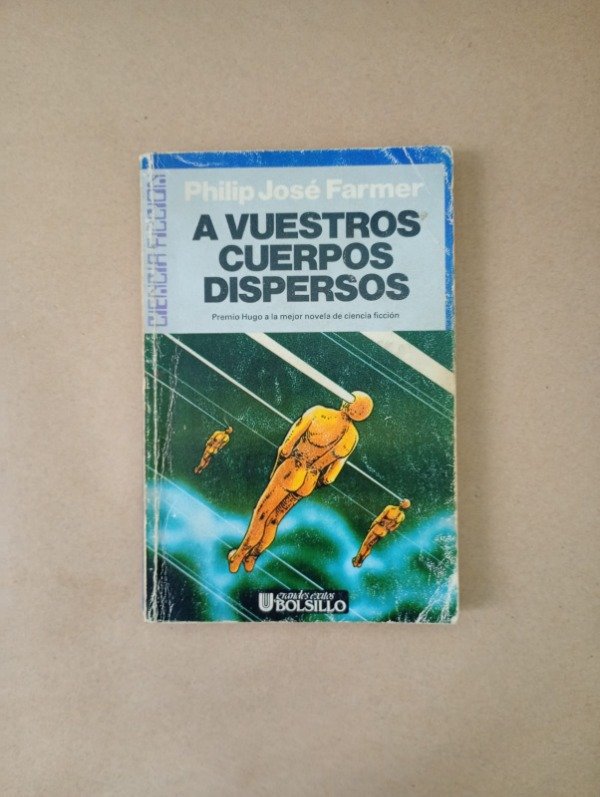 CIENCIA FICCION
Philip José Farmer
A VUESTROS
CUERPOS
DISPERSOS
Premio Hugo a la mejor novela de ciencia ficción
U grandes éxitos
BOLSILLO